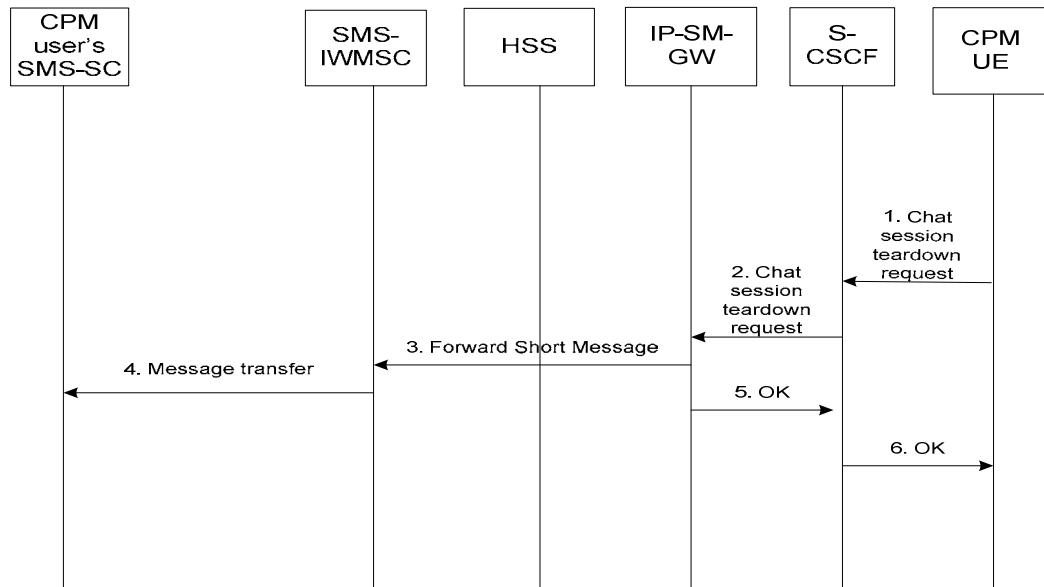 CPM
user's
SMS-SC
SMS-
IWMSC
HSS
IP-SM-
GW
S-
CSCF
CPM
UE
1. Chat
session
teardown
request
2. Chat
session
teardown
request
3. Forward Short Message
4. Message transfer
5. OK
6. OK